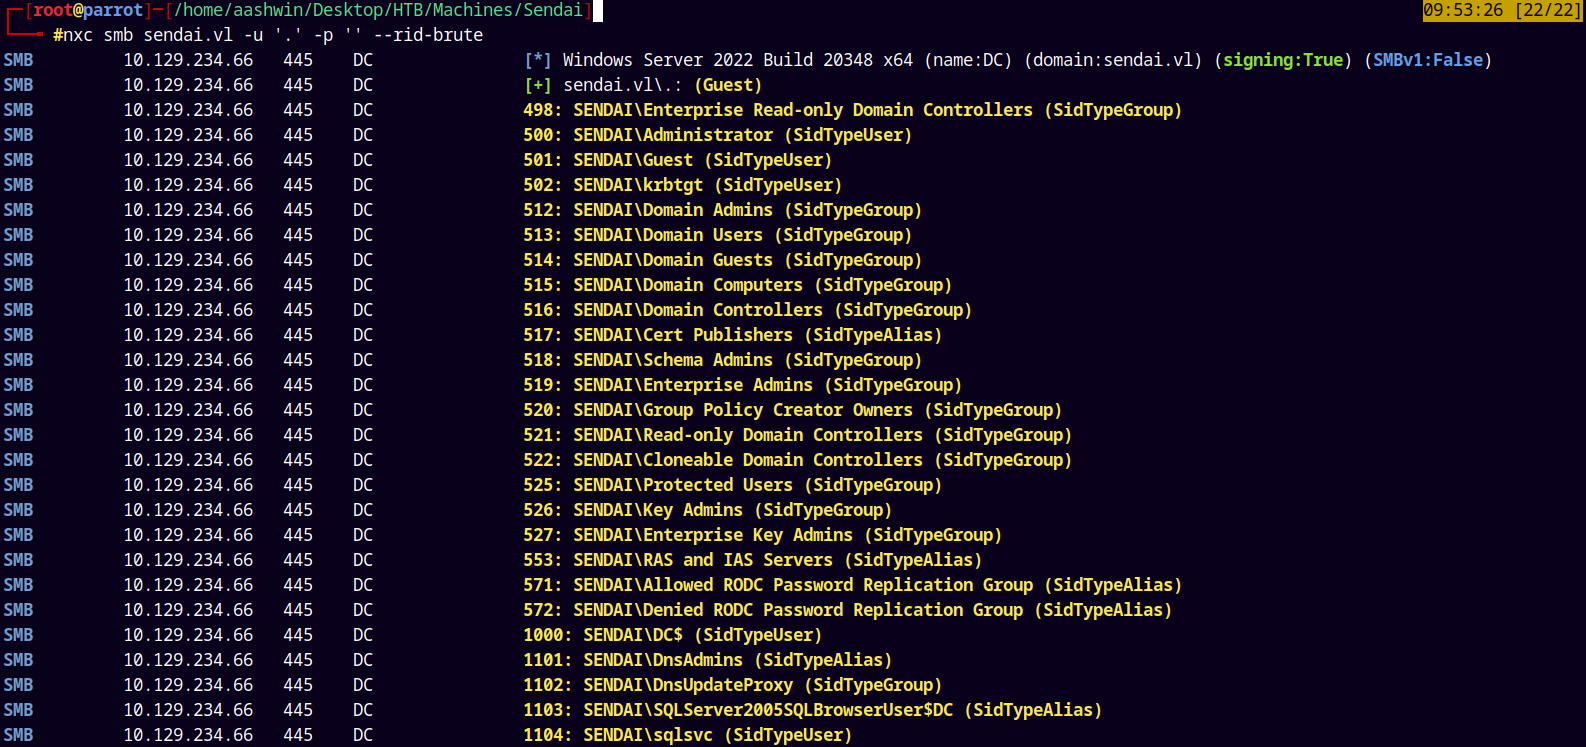 [root@parrot]─[/home/aashwin/Desktop/HTB/Machines/Sendai] 09:53:26 [22/22]
#nxc smb sendai.vl -u '.' -p '' --rid-brute
SMB 10.129.234.66 445 DC [*] Windows Server 2022 Build 20348 x64 (name:DC) (domain:sendai.vl) (signing:True) (SMBv1:False)
SMB 10.129.234.66 445 DC [+] sendai.vl\.: (Guest)
SMB 10.129.234.66 445 DC 498: SENDAI\Enterprise Read-only Domain Controllers (SidTypeGroup)
SMB 10.129.234.66 445 DC 500: SENDAI\Administrator (SidTypeUser)
SMB 10.129.234.66 445 DC 501: SENDAI\Guest (SidTypeUser)
SMB 10.129.234.66 445 DC 502: SENDAI\krbtgt (SidTypeUser)
SMB 10.129.234.66 445 DC 512: SENDAI\Domain Admins (SidTypeGroup)
SMB 10.129.234.66 445 DC 513: SENDAI\Domain Users (SidTypeGroup)
SMB 10.129.234.66 445 DC 514: SENDAI\Domain Guests (SidTypeGroup)
SMB 10.129.234.66 445 DC 515: SENDAI\Domain Computers (SidTypeGroup)
SMB 10.129.234.66 445 DC 516: SENDAI\Domain Controllers (SidTypeGroup)
SMB 10.129.234.66 445 DC 517: SENDAI\Cert Publishers (SidTypeAlias)
SMB 10.129.234.66 445 DC 518: SENDAI\Schema Admins (SidTypeGroup)
SMB 10.129.234.66 445 DC 519: SENDAI\Enterprise Admins (SidTypeGroup)
SMB 10.129.234.66 445 DC 520: SENDAI\Group Policy Creator Owners (SidTypeGroup)
SMB 10.129.234.66 445 DC 521: SENDAI\Read-only Domain Controllers (SidTypeGroup)
SMB 10.129.234.66 445 DC 522: SENDAI\Cloneable Domain Controllers (SidTypeGroup)
SMB 10.129.234.66 445 DC 525: SENDAI\Protected Users (SidTypeGroup)
SMB 10.129.234.66 445 DC 526: SENDAI\Key Admins (SidTypeGroup)
SMB 10.129.234.66 445 DC 527: SENDAI\Enterprise Key Admins (SidTypeGroup)
SMB 10.129.234.66 445 DC 553: SENDAI\RAS and IAS Servers (SidTypeAlias)
SMB 10.129.234.66 445 DC 571: SENDAI\Allowed RODC Password Replication Group (SidTypeAlias)
SMB 10.129.234.66 445 DC 572: SENDAI\Denied RODC Password Replication Group (SidTypeAlias)
SMB 10.129.234.66 445 DC 1000: SENDAI\DC$ (SidTypeUser)
SMB 10.129.234.66 445 DC 1101: SENDAI\DnsAdmins (SidTypeAlias)
SMB 10.129.234.66 445 DC 1102: SENDAI\DnsUpdateProxy (SidTypeGroup)
SMB 10.129.234.66 445 DC 1103: SENDAI\SQLServer2005SQLBrowserUser$DC (SidTypeAlias)
SMB 10.129.234.66 445 DC 1104: SENDAI\sqlsvc (SidTypeUser)